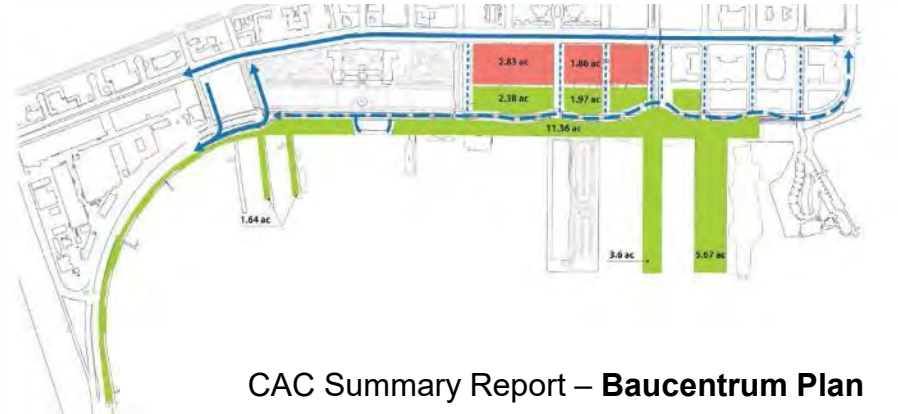 2.83 ac
1.86 ac
2.38 ac
1.97 ac
11.36 ac
1.64 ac
3.6 ac
5.67 ac
CAC Summary Report – Baucentrum Plan